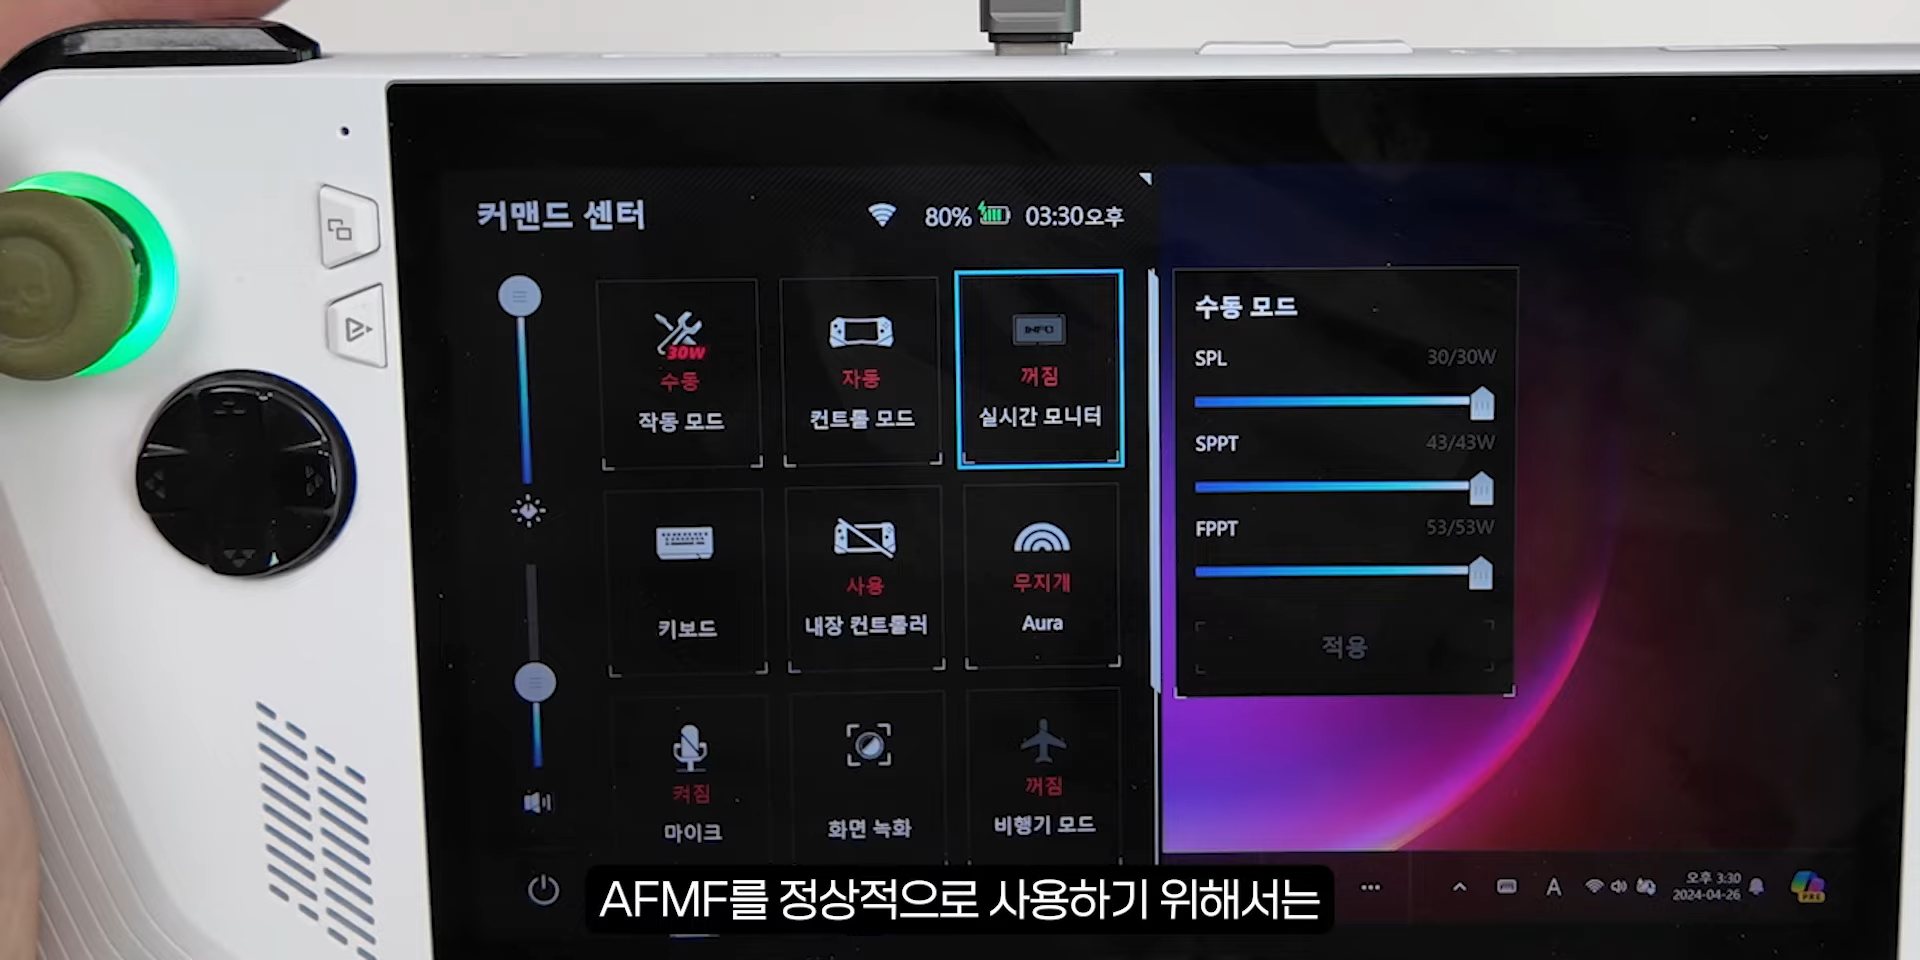 커맨드 센터
80%
03:30오후
30W
수동
작동 모드
자동
컨트롤 모드
INFO
꺼짐
실시간 모니터
키보드
사용
내장 컨트롤러
무지개
Aura
켜짐
마이크
화면 녹화
꺼짐
비행기 모드
수동 모드
SPL 30/30W
SPPT 43/43W
FPPT 53/53W
적용
A
오후 3:30
2024-04-26
PRE
AFMF를 정상적으로 사용하기 위해서는